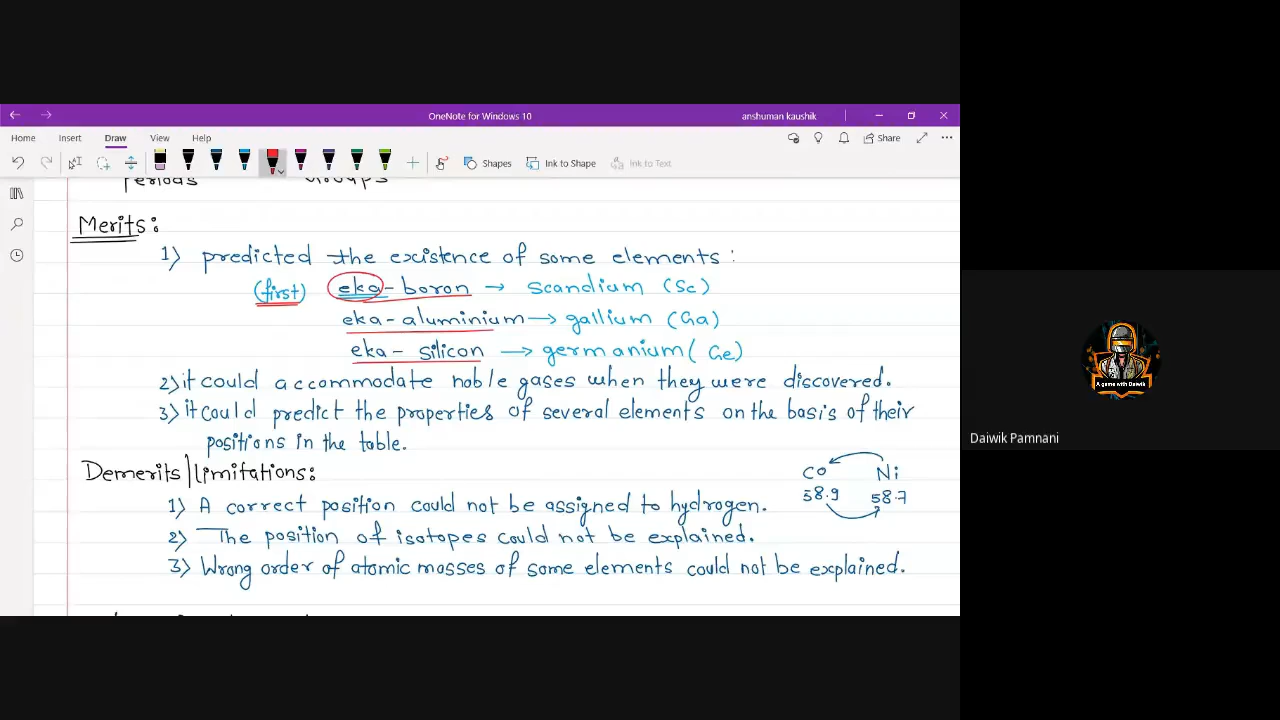 OneNote for Windows 10
anshuman kaushik
Home Insert Draw View Help
Share
Shapes Ink to Shape Ink to Text
Periods Groups
Merits:
1) predicted the existence of some elements:
(first) eka-boron → scandium (Sc)
eka-aluminium → gallium (Ga)
eka-silicon → germanium (Ge)
2) it could accommodate noble gases when they were discovered.
3) it could predict the properties of several elements on the basis of their
positions in the table.
Demerits/limitations:
Co Ni
58.9 58.7
1) A correct position could not be assigned to hydrogen.
2) The position of isotopes could not be explained.
3) Wrong order of atomic masses of some elements could not be explained.
A game with Daiwik
Daiwik Pamnani